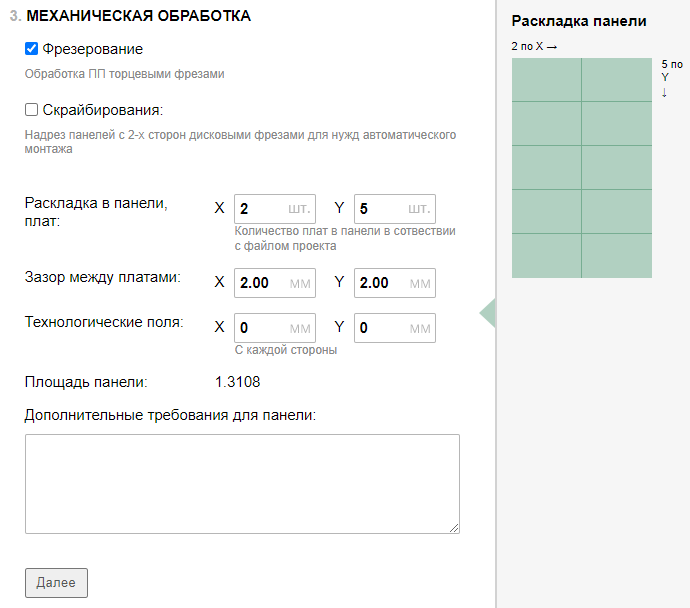 3. МЕХАНИЧЕСКАЯ ОБРАБОТКА
Фрезерование
Обработка ПП торцевыми фрезами
Скрайбирования:
Надрез панелей с 2-х сторон дисковыми фрезами для нужд автоматического
монтажа
Раскладка в панели,
плат:
X 2 шт. Y 5 шт.
Количество плат в панели в сотвествии
с файлом проекта
Зазор между платами: X 2.00 мм Y 2.00 мм
Технологические поля: X 0 мм Y 0 мм
С каждой стороны
Площадь панели: 1.3108
Дополнительные требования для панели:
Далее
Раскладка панели
2 по X →
5 по
Y
↓